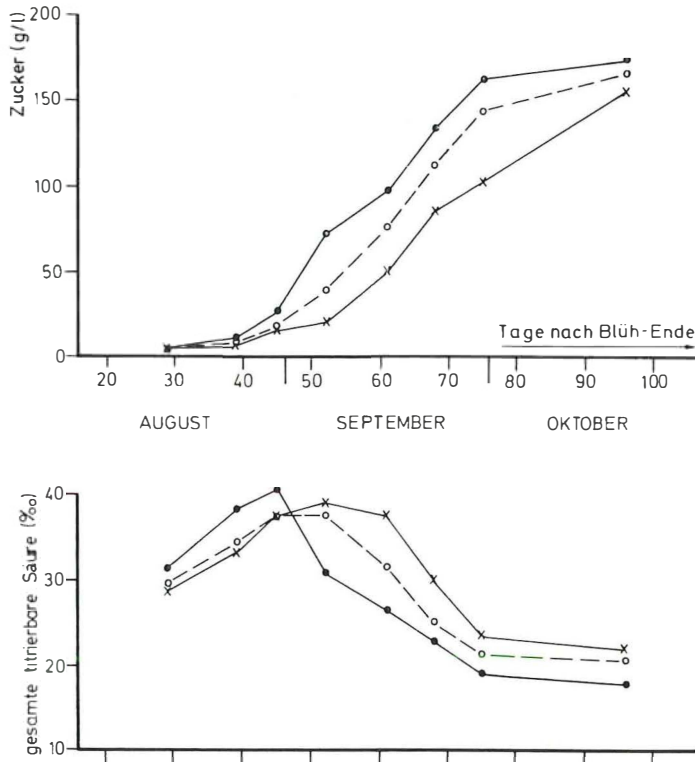 Zucker (g/l)
200
150
100
50
0
Tage nach Blüh-Ende
20 30 40 50 60 70 80 90 100
AUGUST SEPTEMBER OKTOBER
gesamte titrierbare Säure (‰)
40
30
20
10